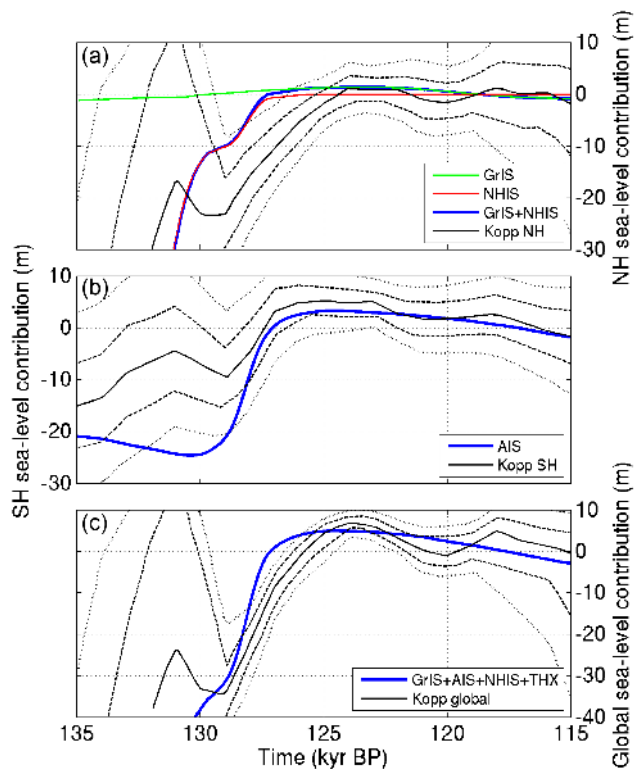 (a)
10
0
-10
-20
-30
GrIS
NHIS
GrIS+NHIS
Kopp NH
NH sea-level contribution (m)
(b)
10
0
-10
-20
-30
AIS
Kopp SH
SH sea-level contribution (m)
(c)
10
0
-10
-20
-30
-40
GrIS+AIS+NHIS+THX
Kopp global
Global sea-level contribution (m)
135 130 125 120 115
Time (kyr BP)